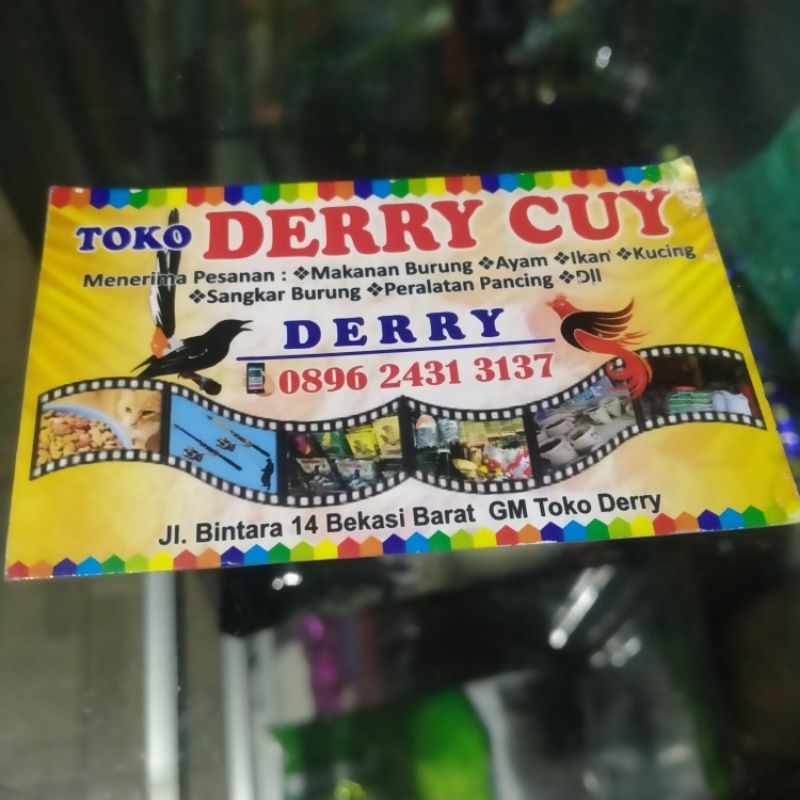 TOKO DERRY CUY
Menerima Pesanan : ❖Makanan Burung ❖Ayam ❖Ikan ❖Kucing
❖Sangkar Burung ❖Peralatan Pancing ❖Dll
DERRY
0896 2431 3137
Jl. Bintara 14 Bekasi Barat GM Toko Derry